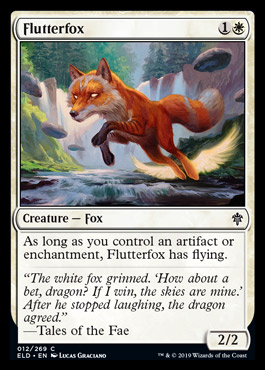 Flutterfox 1
Creature — Fox
As long as you control an artifact or
enchantment, Flutterfox has flying.
“The white fox grinned. ‘How about a
bet, dragon? If I win, the skies are mine.’
After he stopped laughing, the dragon
agreed.”
—Tales of the Fae
2/2
012/269 C
ELD • EN Lucas Graciano
™ & © 2019 Wizards of the Coast